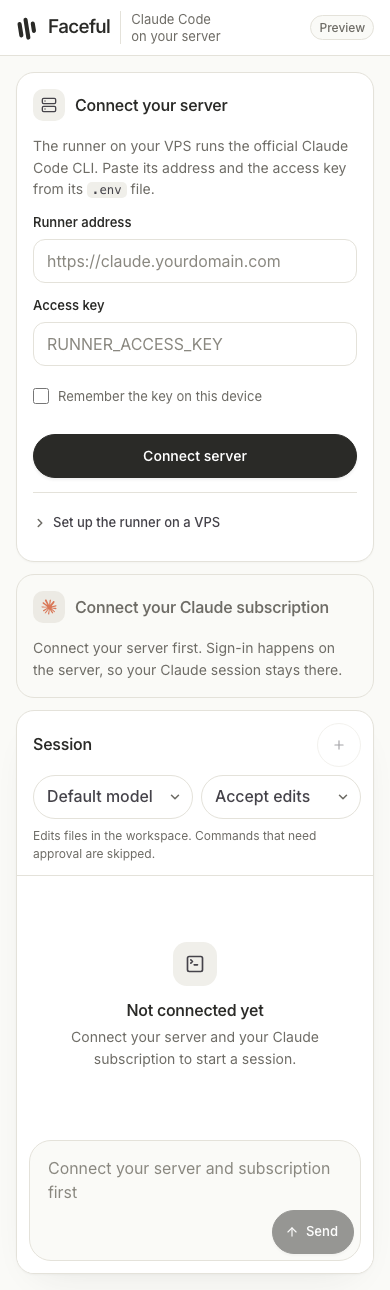 Faceful
Claude Code
on your server
Preview
Connect your server
The runner on your VPS runs the official Claude
Code CLI. Paste its address and the access key
from its .env file.
Runner address
https://claude.yourdomain.com
Access key
RUNNER_ACCESS_KEY
Remember the key on this device
Connect server
Set up the runner on a VPS
Connect your Claude subscription
Connect your server first. Sign-in happens on
the server, so your Claude session stays there.
Session
Default model
Accept edits
Edits files in the workspace. Commands that need
approval are skipped.
Not connected yet
Connect your server and your Claude
subscription to start a session.
Connect your server and subscription
first
Send